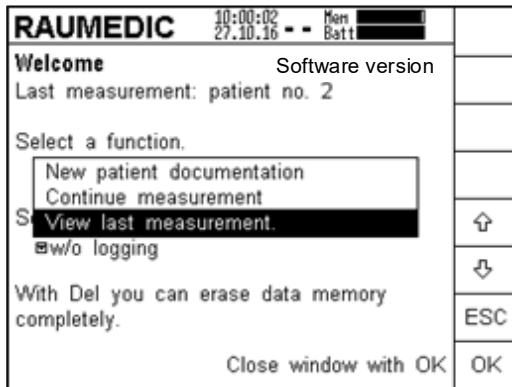 RAUMEDIC 10:00:02 Mem
27.10.16 - - Batt
Welcome Software version
Last measurement: patient no. 2
Select a function.
New patient documentation
Continue measurement
View last measurement.
w/o logging
With Del you can erase data memory
completely.
ESC
Close window with OK OK